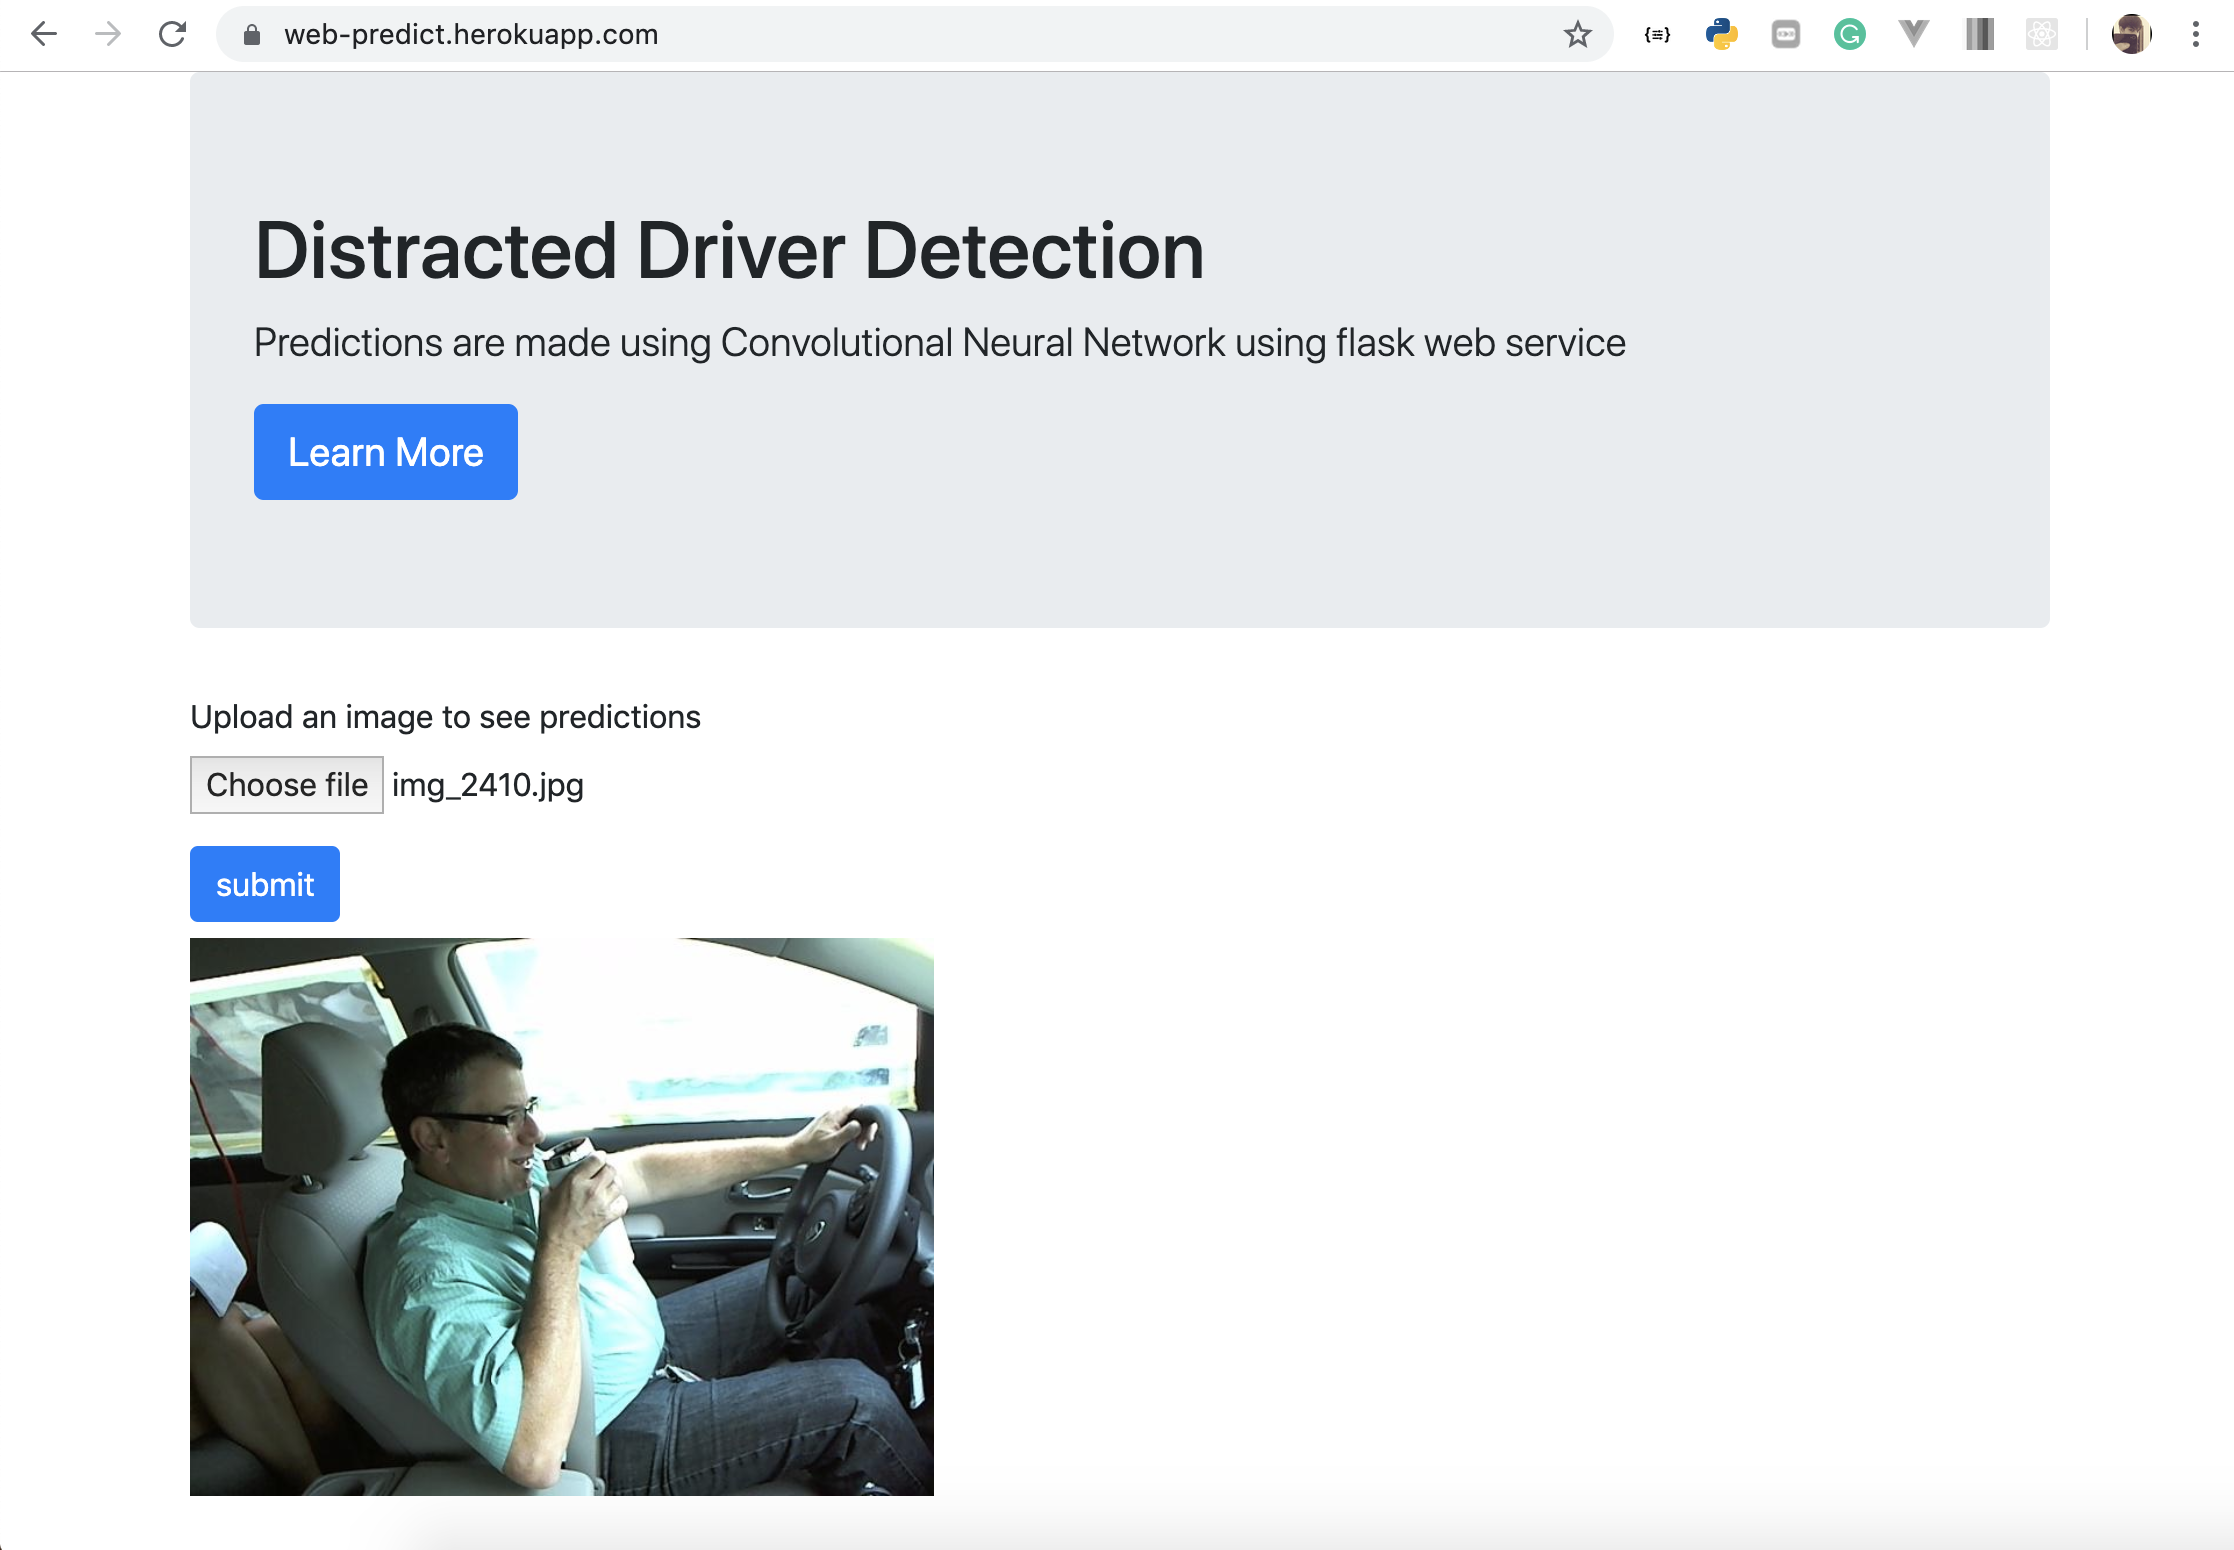 web-predict.herokuapp.com
Distracted Driver Detection
Predictions are made using Convolutional Neural Network using flask web service
Learn More
Upload an image to see predictions
Choose file img_2410.jpg
submit